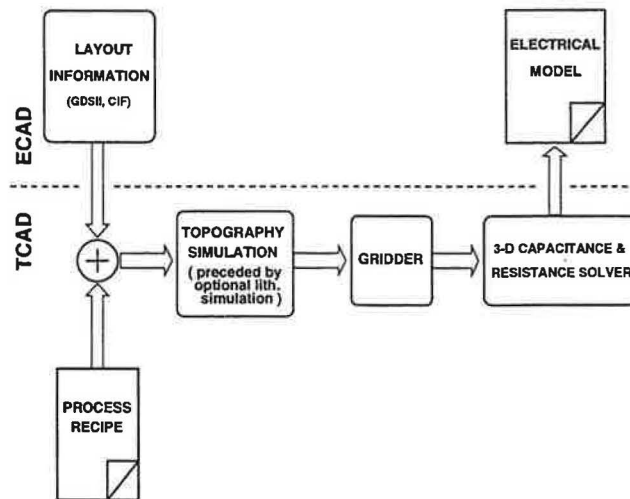 LAYOUT
INFORMATION
(GDSII, CIF)
ELECTRICAL
MODEL
ECAD
TCAD
TOPOGRAPHY
SIMULATION
( preceded by
optional lith.
simulation )
GRIDDER
3-D CAPACITANCE &
RESISTANCE SOLVER
PROCESS
RECIPE